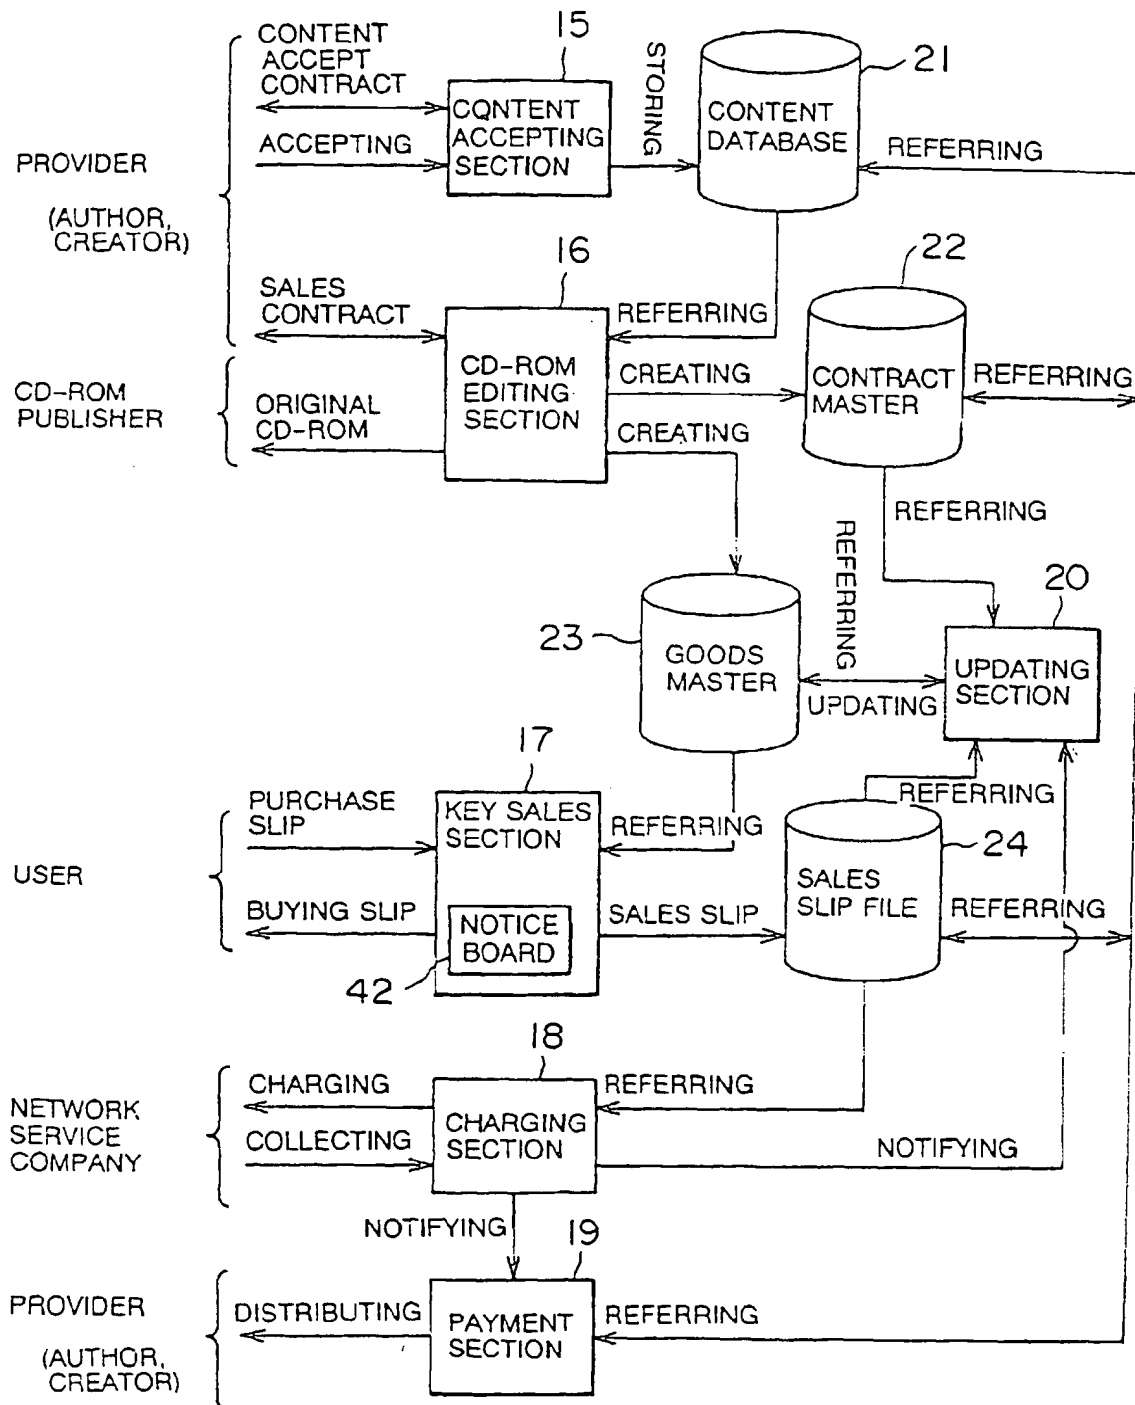 CONTENT
ACCEPT
CONTRACT
15
STORING
21
CONTENT
ACCEPTING
SECTION
CONTENT
DATABASE
ACCEPTING
REFERRING
PROVIDER
(AUTHOR,
CREATOR)
16
22
SALES
CONTRACT
REFERRING
CD-ROM
EDITING
SECTION
CREATING
CONTRACT
MASTER
REFERRING
CD-ROM
PUBLISHER
ORIGINAL
CD-ROM
CREATING
REFERRING
REFERRING
20
23
GOODS
MASTER
UPDATING
SECTION
UPDATING
17
PURCHASE
SLIP
KEY SALES
SECTION
REFERRING
REFERRING
24
USER
SALES
SLIP FILE
BUYING SLIP
SALES SLIP
REFERRING
NOTICE
BOARD
42
18
CHARGING
REFERRING
NETWORK
SERVICE
COMPANY
CHARGING
SECTION
COLLECTING
NOTIFYING
NOTIFYING
19
PROVIDER
(AUTHOR,
CREATOR)
DISTRIBUTING
PAYMENT
SECTION
REFERRING